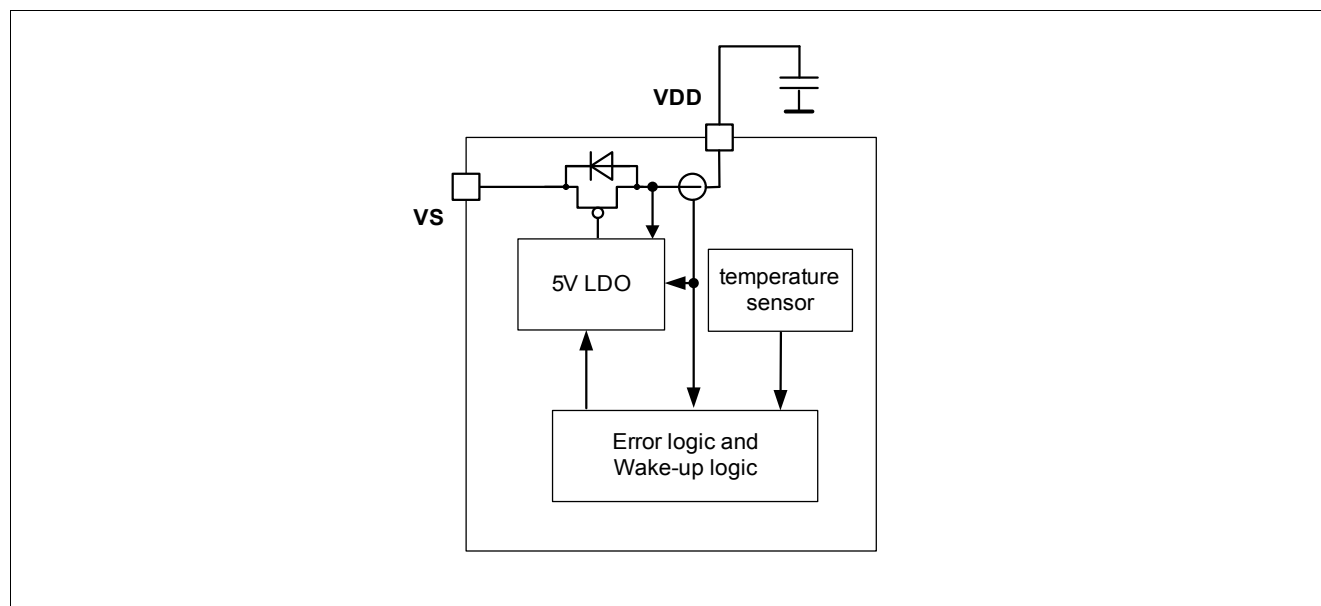 VDD
VS
5V LDO
temperature
sensor
Error logic and
Wake-up logic